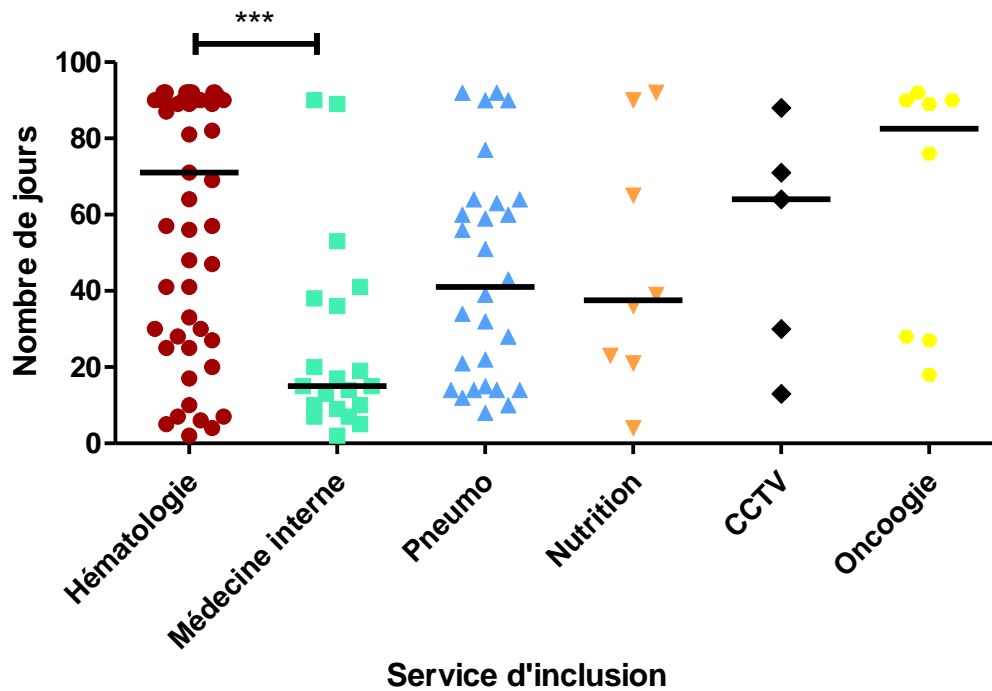 ***
100
80
60
40
20
0
Nombre de jours
Hématologie
Médecine interne
Pneumo
Nutrition
CCTV
Oncoogie
Service d'inclusion